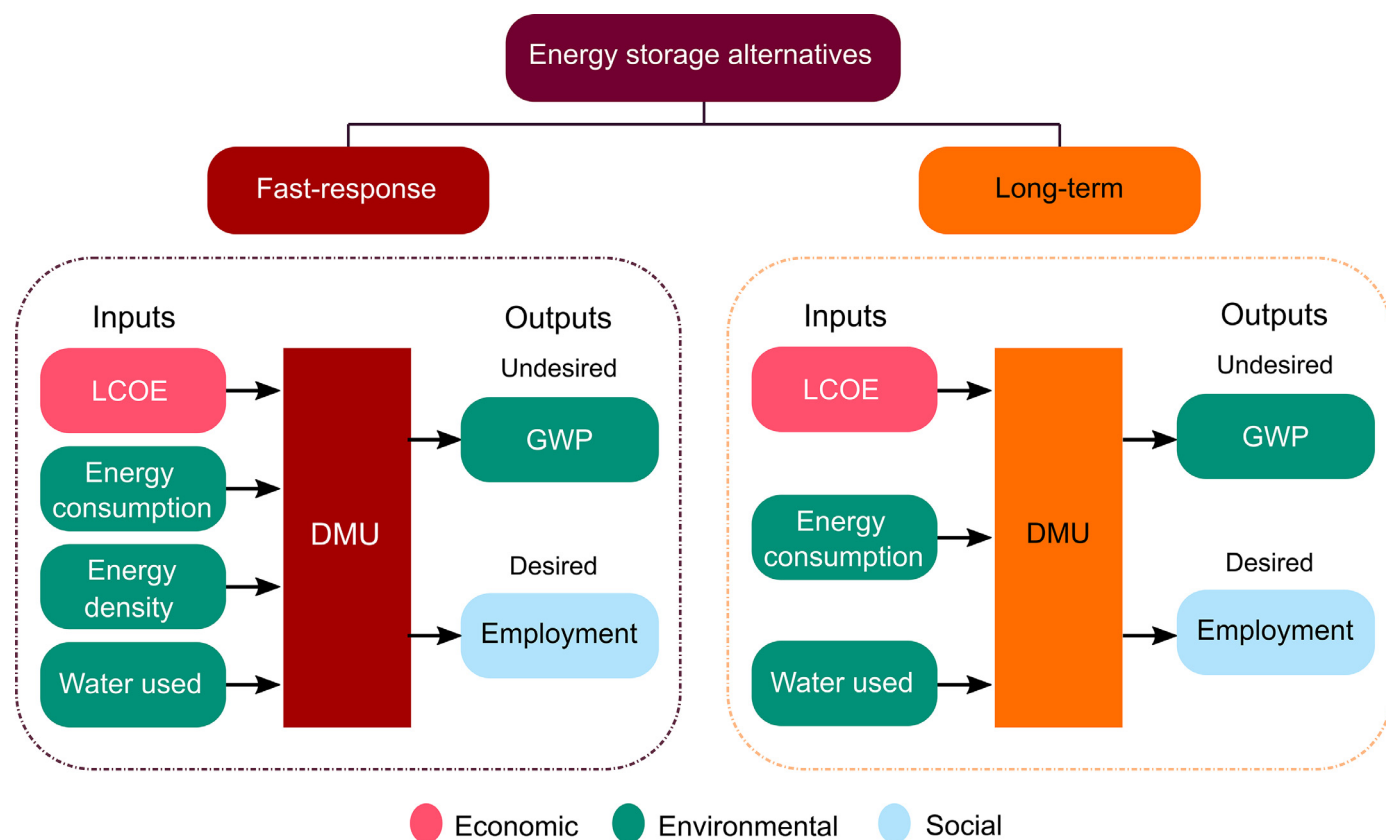 Energy storage alternatives
Fast-response
Long-term
Inputs
Outputs
Undesired
LCOE
GWP
Energy
consumption
DMU
Energy
density
Desired
Employment
Water used
Inputs
Outputs
Undesired
LCOE
GWP
Energy
consumption
DMU
Desired
Employment
Water used
Economic
Environmental
Social